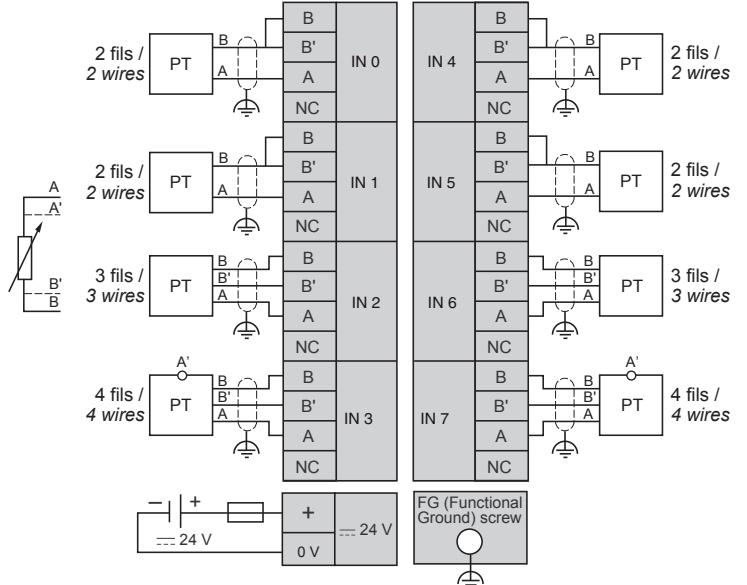 2 fils /
2 wires
PT
B
A
B
B'
A
NC
IN 0
IN 4
B
B'
A
NC
B
A
PT
2 fils /
2 wires
2 fils /
2 wires
PT
B
A
B
B'
A
NC
IN 1
IN 5
B
B'
A
NC
B
A
PT
2 fils /
2 wires
A
A'
B'
B
3 fils /
3 wires
PT
B
B'
A
B
B'
A
NC
IN 2
IN 6
B
B'
A
NC
B
B'
A
PT
3 fils /
3 wires
A'
4 fils /
4 wires
PT
B
B'
A
B
B'
A
NC
IN 3
IN 7
B
B'
A
NC
B
B'
A
A'
PT
4 fils /
4 wires
– +
24 V
+
0 V
24 V
FG (Functional
Ground) screw